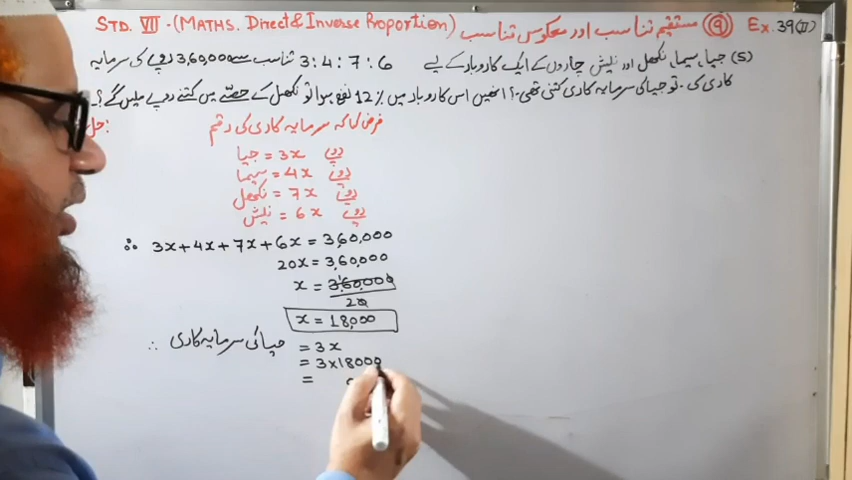 STD. VII - (MATHS. Direct & Inverse Proportion) مستقیم تناسب اور معکوس تناسب (9) Ex. 39(II)
(5) جیا، سیما، نکھل اور نلیش چاروں کے ایک کاروبار کے لیے 3:4:7:6 تناسب سے 3,60,000 روپے کی سرمایہ
کاری کی۔ تو جیا کی سرمایہ کاری کتنی تھی؟ انھیں اس کاروبار میں 12% نفع ہوا تو نکھل کے حصے میں کتنے روپے ملیں گے؟
حل: فرض کیا کہ سرمایہ کاری کی رقم
جیا = 3x روپے
سیما = 4x روپے
نکھل = 7x روپے
نلیش = 6x روپے
∴ 3x+4x+7x+6x = 3,60,000
20x = 3,60,000
x = 3,60,000
20
x = 18,000
∴ جیا کی سرمایہ کاری = 3x
= 3×18000
=